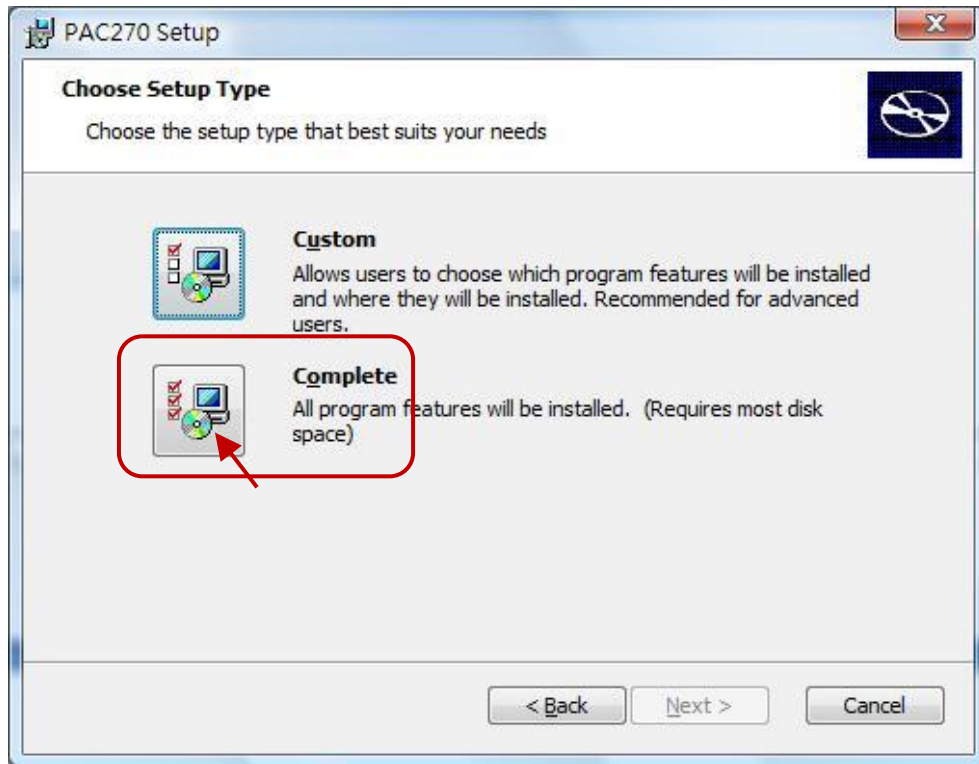 PAC270 Setup
Choose Setup Type
Choose the setup type that best suits your needs
Custom
Allows users to choose which program features will be installed
and where they will be installed. Recommended for advanced
users.
Complete
All program features will be installed.  (Requires most disk
space)
< Back
Next >
Cancel